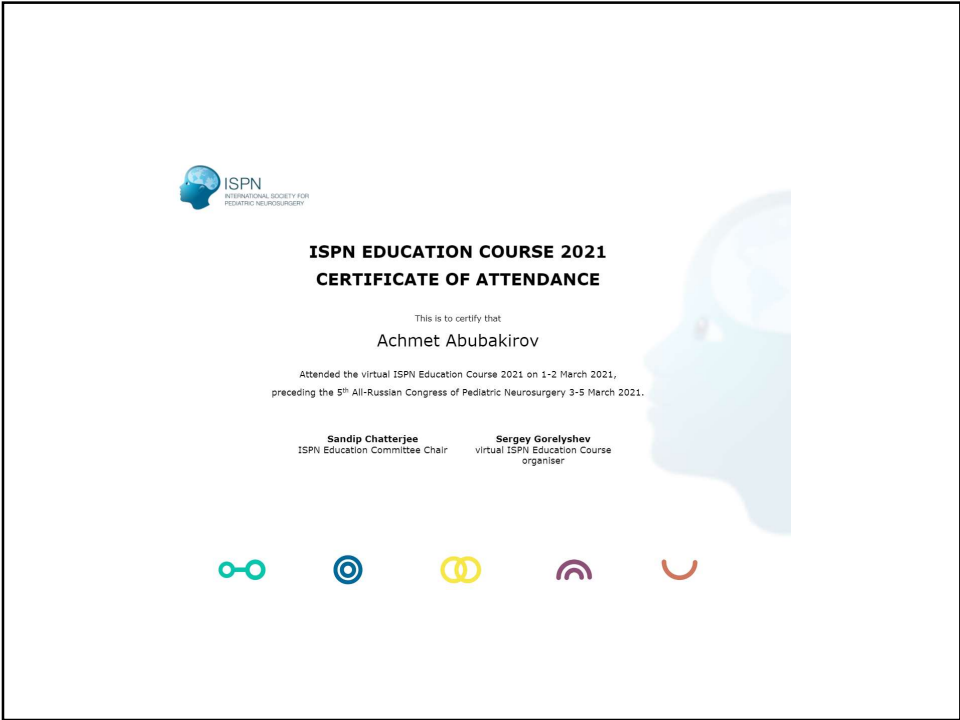 ISPN
INTERNATIONAL SOCIETY FOR
PEDIATRIC NEUROSURGERY
ISPN EDUCATION COURSE 2021
CERTIFICATE OF ATTENDANCE
This is to certify that
Achmet Abubakirov
Attended the virtual ISPN Education Course 2021 on 1-2 March 2021,
preceding the 5th All-Russian Congress of Pediatric Neurosurgery 3-5 March 2021.
Sandip Chatterjee
ISPN Education Committee Chair
Sergey Gorelyshev
virtual ISPN Education Course
organiser